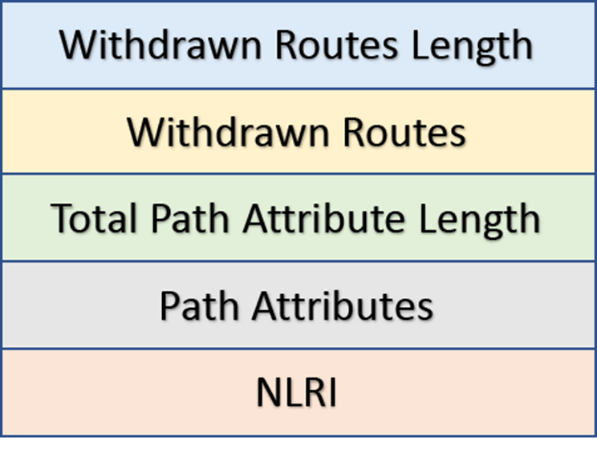 Withdrawn Routes Length
Withdrawn Routes
Total Path Attribute Length
Path Attributes
NLRI